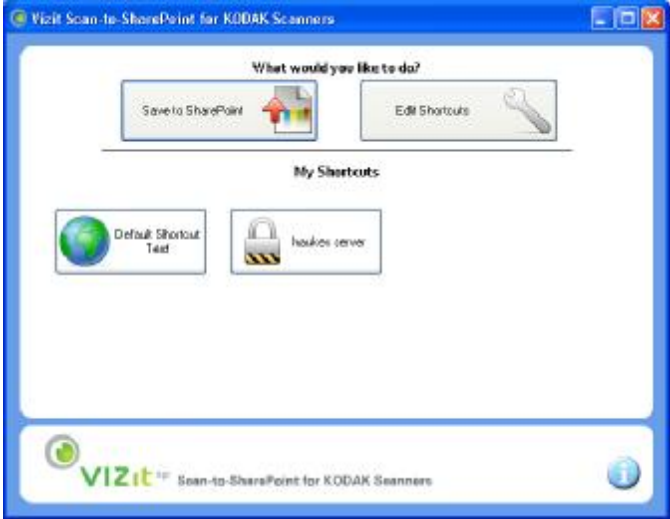 Vizit Scan-to-SharePoint for KODAK Scanners
What would you like to do?
Save to SharePoint
Edit Shortcuts
My Shortcuts
Default Shortcut
Test
haukes server
VIZit
Scan-to-SharePoint for KODAK Scanners